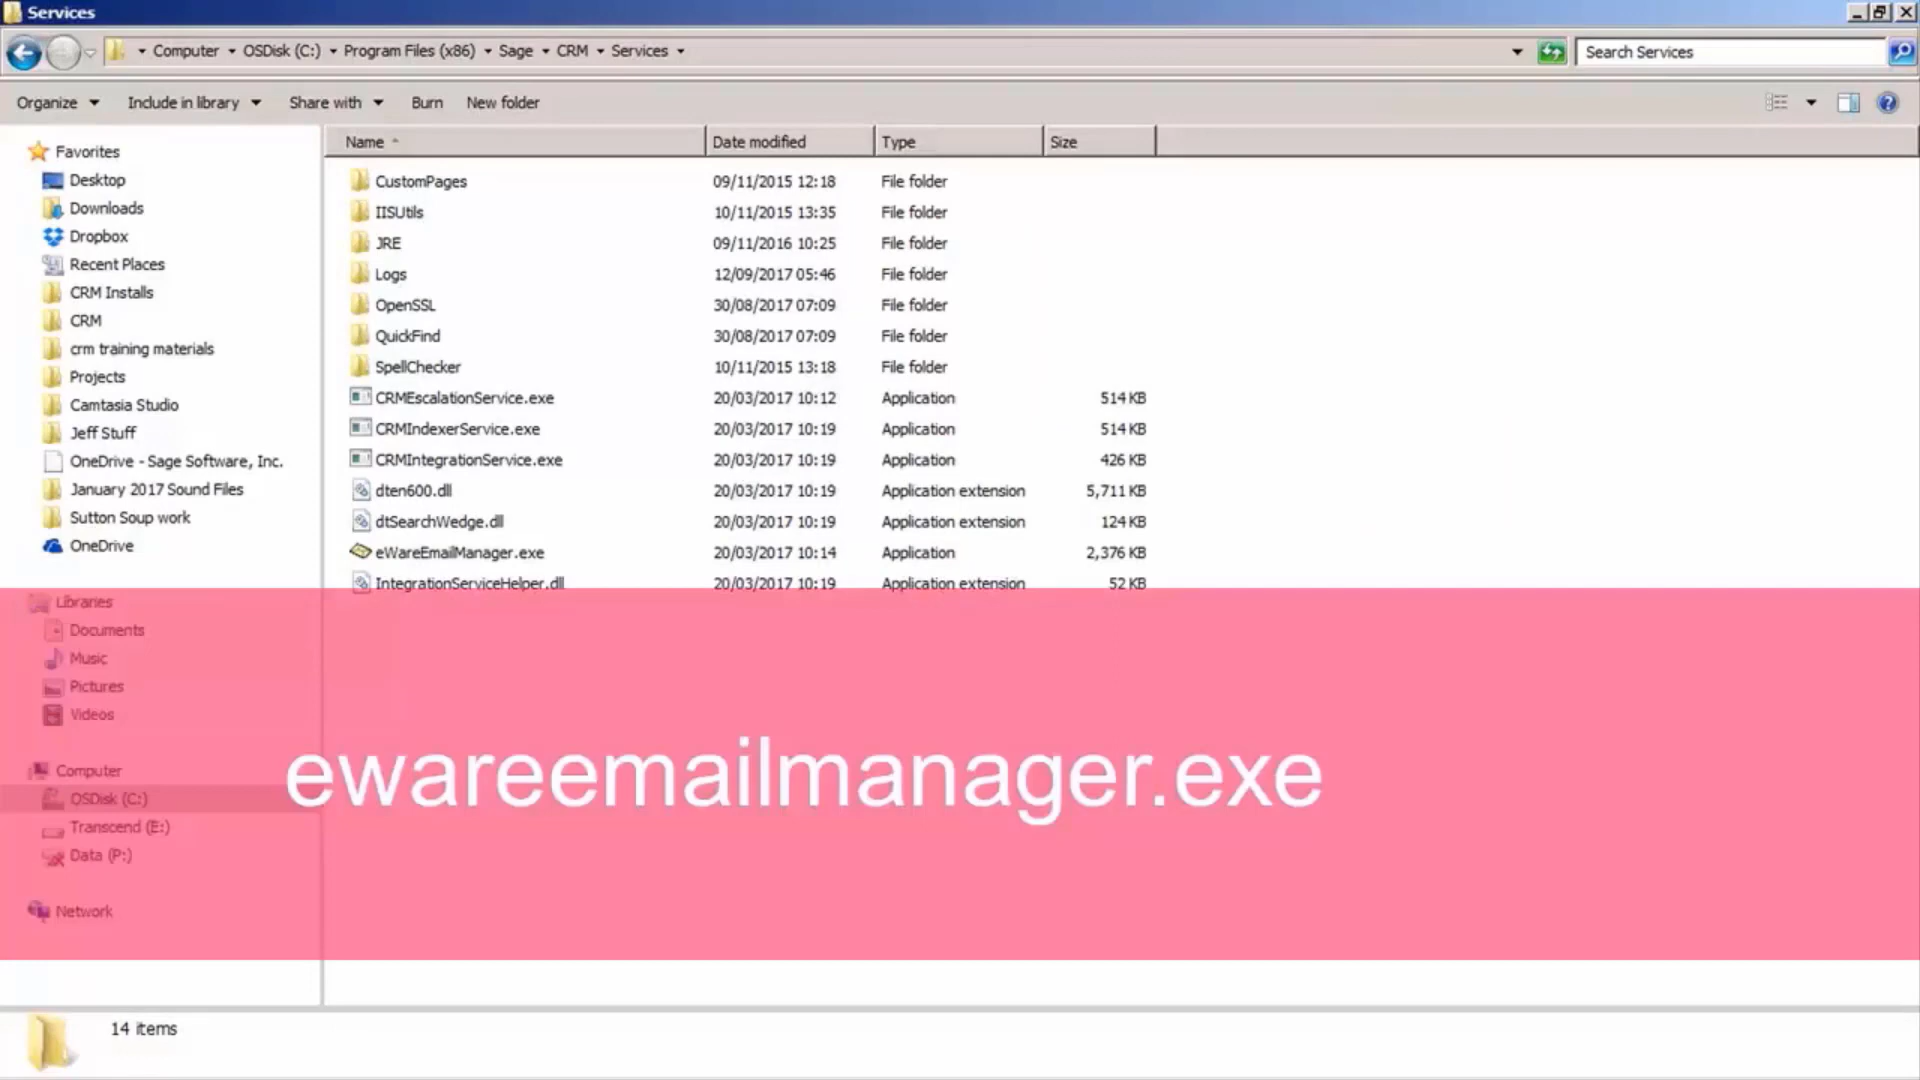 Services
Computer OSDisk (C:) Program Files (x86) Sage CRM Services
Search Services
Organize Include in library Share with Burn New folder
Name Date modified Type Size
Favorites
Desktop
Downloads
Dropbox
Recent Places
CRM Installs
CRM
crm training materials
Projects
Camtasia Studio
Jeff Stuff
OneDrive - Sage Software, Inc.
January 2017 Sound Files
Sutton Soup work
OneDrive
Libraries
Documents
Music
Pictures
Videos
Computer
OSDisk (C:)
Transcend (E:)
Data (P:)
Network
CustomPages 09/11/2015 12:18 File folder
IISUtils 10/11/2015 13:35 File folder
JRE 09/11/2016 10:25 File folder
Logs 12/09/2017 05:46 File folder
OpenSSL 30/08/2017 07:09 File folder
QuickFind 30/08/2017 07:09 File folder
SpellChecker 10/11/2015 13:18 File folder
CRMEscalationService.exe 20/03/2017 10:12 Application 514 KB
CRMIndexerService.exe 20/03/2017 10:19 Application 514 KB
CRMIntegrationService.exe 20/03/2017 10:19 Application 426 KB
dten600.dll 20/03/2017 10:19 Application extension 5,711 KB
dtSearchWedge.dll 20/03/2017 10:19 Application extension 124 KB
eWareEmailManager.exe 20/03/2017 10:14 Application 2,376 KB
IntegrationServiceHelper.dll 20/03/2017 10:19 Application extension 52 KB
ewareemailmanager.exe
14 items